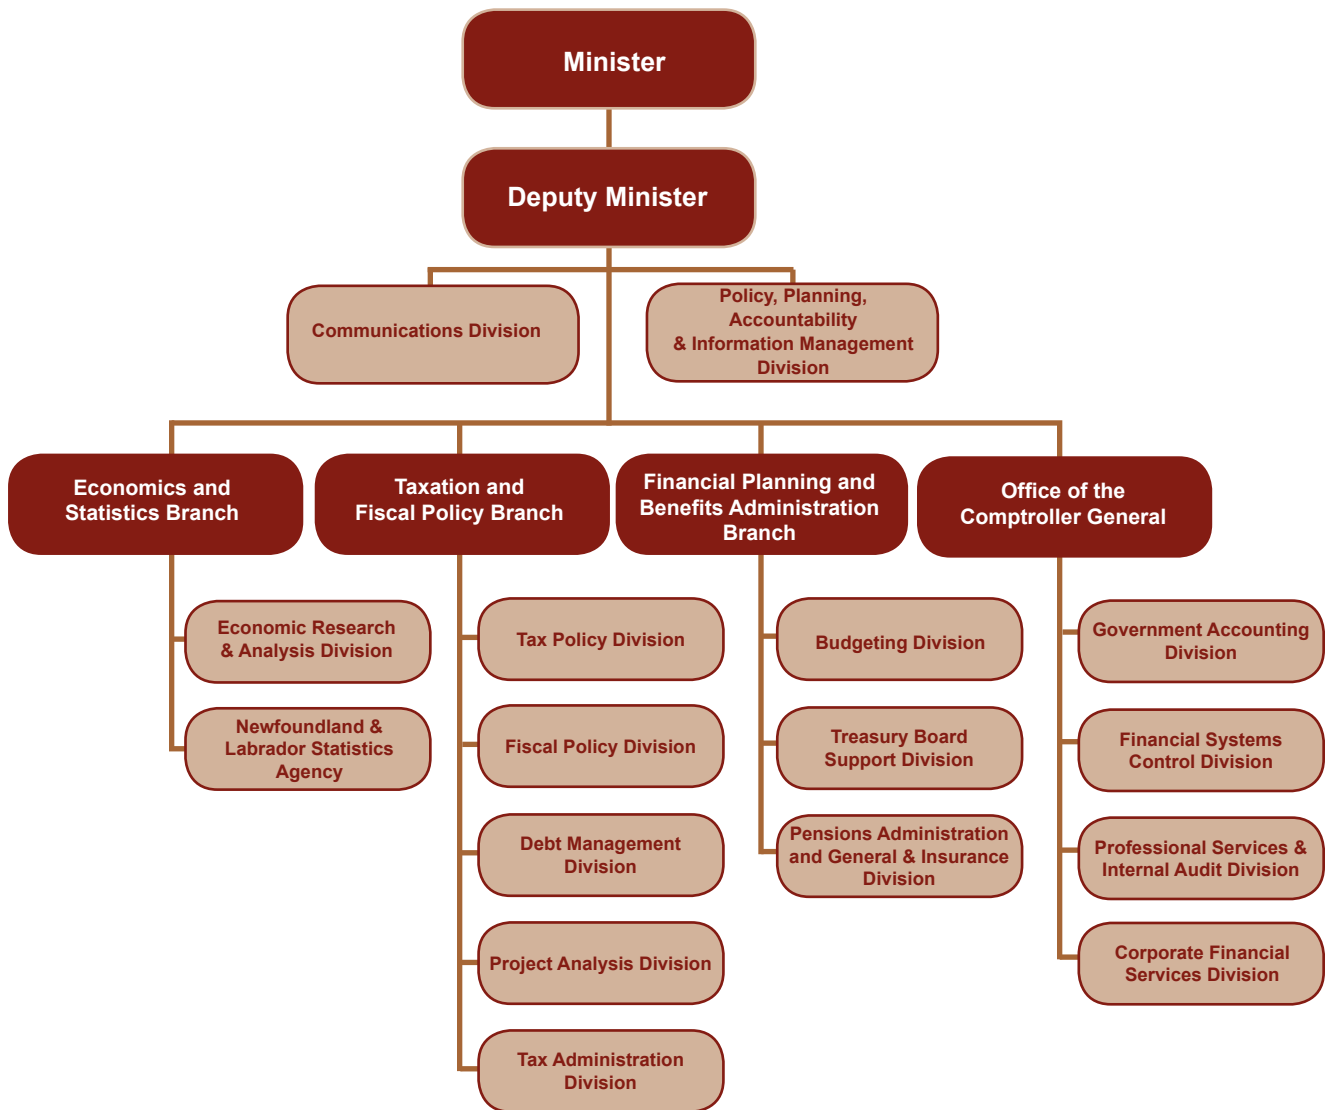 Minister
Deputy Minister
Communications Division
Policy, Planning,
Accountability
& Information Management
Division
Economics and
Statistics Branch
Taxation and
Fiscal Policy Branch
Financial Planning and
Benefits Administration
Branch
Office of the
Comptroller General
Economic Research
& Analysis Division
Newfoundland &
Labrador Statistics
Agency
Tax Policy Division
Fiscal Policy Division
Debt Management
Division
Project Analysis Division
Tax Administration
Division
Budgeting Division
Treasury Board
Support Division
Pensions Administration
and General & Insurance
Division
Government Accounting
Division
Financial Systems
Control Division
Professional Services &
Internal Audit Division
Corporate Financial
Services Division